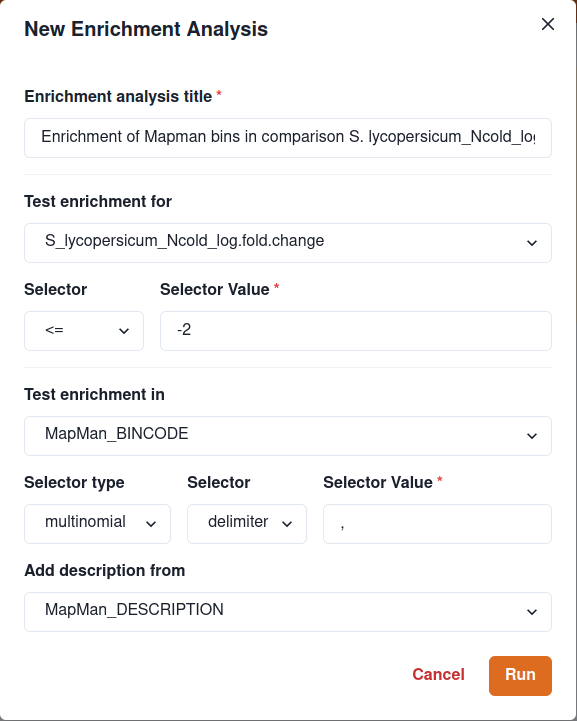 New Enrichment Analysis
Enrichment analysis title *
Enrichment of Mapman bins in comparison S. lycopersicum_Ncold_log
Test enrichment for
S_lycopersicum_Ncold_log.fold.change
Selector Selector Value *
<= -2
Test enrichment in
MapMan_BINCODE
Selector type Selector Selector Value *
multinomial delimiter ,
Add description from
MapMan_DESCRIPTION
Cancel Run